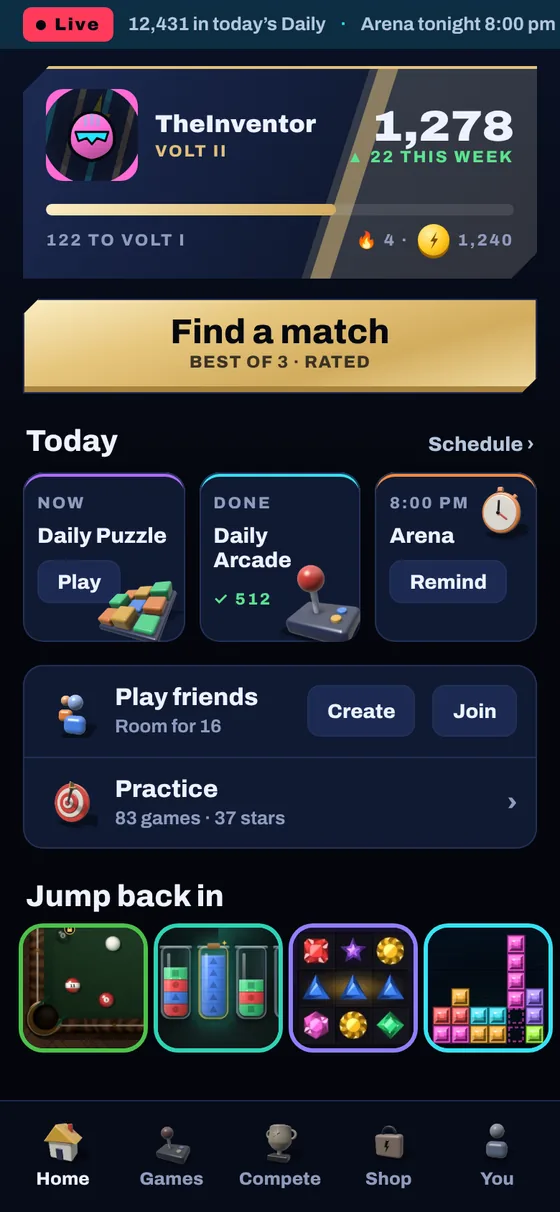 ● Live 12,431 in today’s Daily · Arena tonight 8:00 pm
TheInventor
VOLT II
1,278
▲ 22 THIS WEEK
122 TO VOLT I
4 · 1,240
Find a match
BEST OF 3 · RATED
Today
Schedule ›
NOW
Daily Puzzle
Play
DONE
Daily
Arcade
✓ 512
8:00 PM
Arena
Remind
Play friends
Room for 16
Create
Join
Practice
83 games · 37 stars
›
Jump back in
Home
Games
Compete
Shop
You